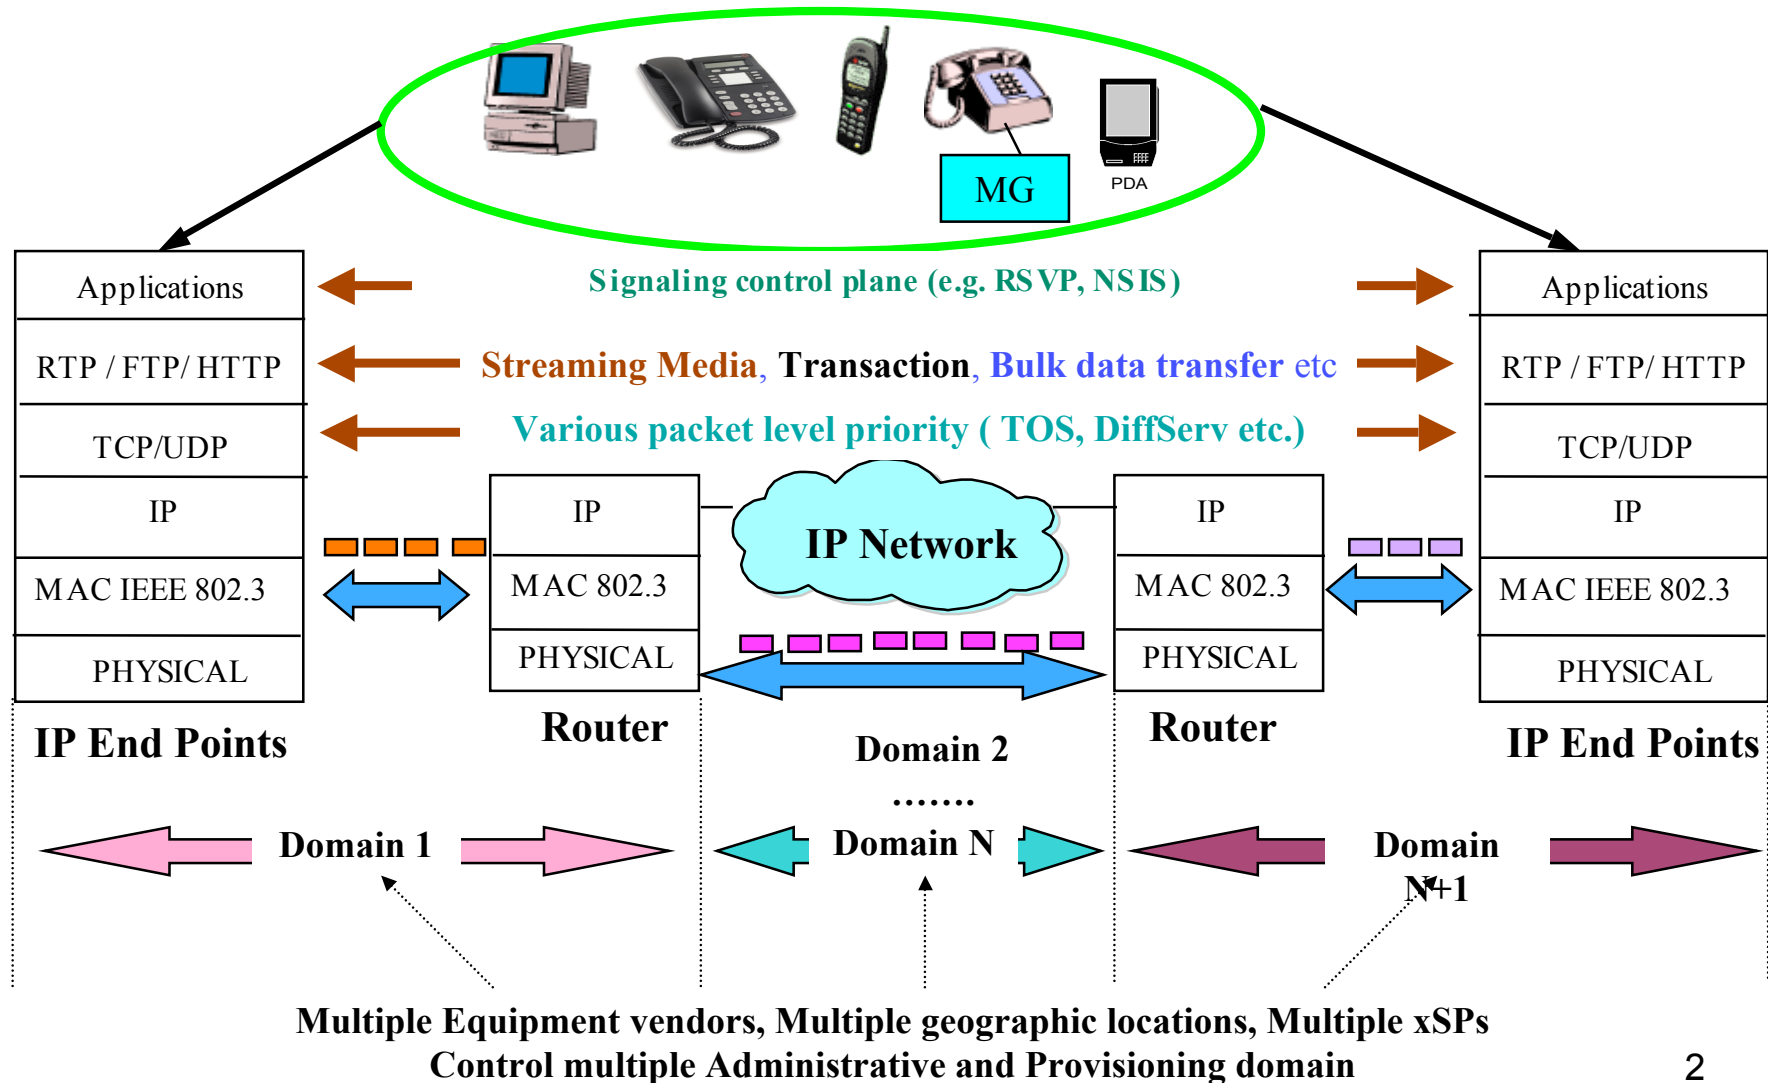 MG
PDA
Applications
Signaling control plane (e.g. RSVP, NSIS)
Applications
RTP / FTP/ HTTP
Streaming Media, Transaction, Bulk data transfer etc
RTP / FTP/ HTTP
TCP/UDP
Various packet level priority ( TOS, DiffServ etc.)
TCP/UDP
IP
IP
IP Network
IP
IP
MAC IEEE 802.3
MAC 802.3
MAC 802.3
MAC IEEE 802.3
PHYSICAL
PHYSICAL
PHYSICAL
PHYSICAL
IP End Points
Router
Domain 2
Router
IP End Points
.......
Domain 1
Domain N
Domain
N+1
Multiple Equipment vendors, Multiple geographic locations, Multiple xSPs
Control multiple Administrative and Provisioning domain
2